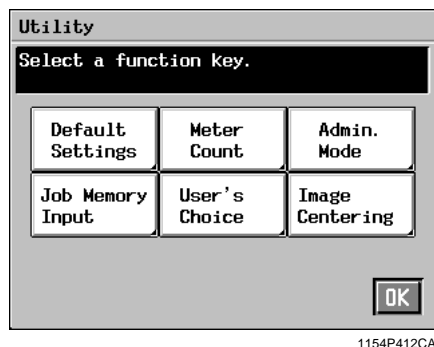 Utility
Select a function key.
Default Settings
Meter Count
Admin. Mode
Job Memory Input
User's Choice
Image Centering
OK
1154P412CA